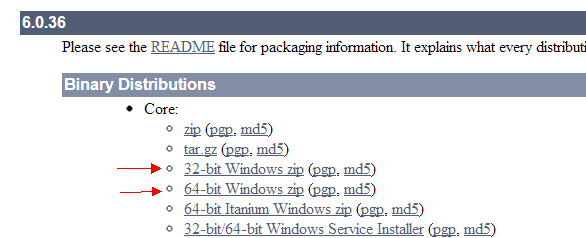 6.0.36
Please see the README file for packaging information. It explains what every distributi
Binary Distributions
Core:
zip (pgp, md5)
tar.gz (pgp, md5)
32-bit Windows zip (pgp, md5)
64-bit Windows zip (pgp, md5)
64-bit Itanium Windows zip (pgp, md5)
32-bit/64-bit Windows Service Installer (pgp, md5)